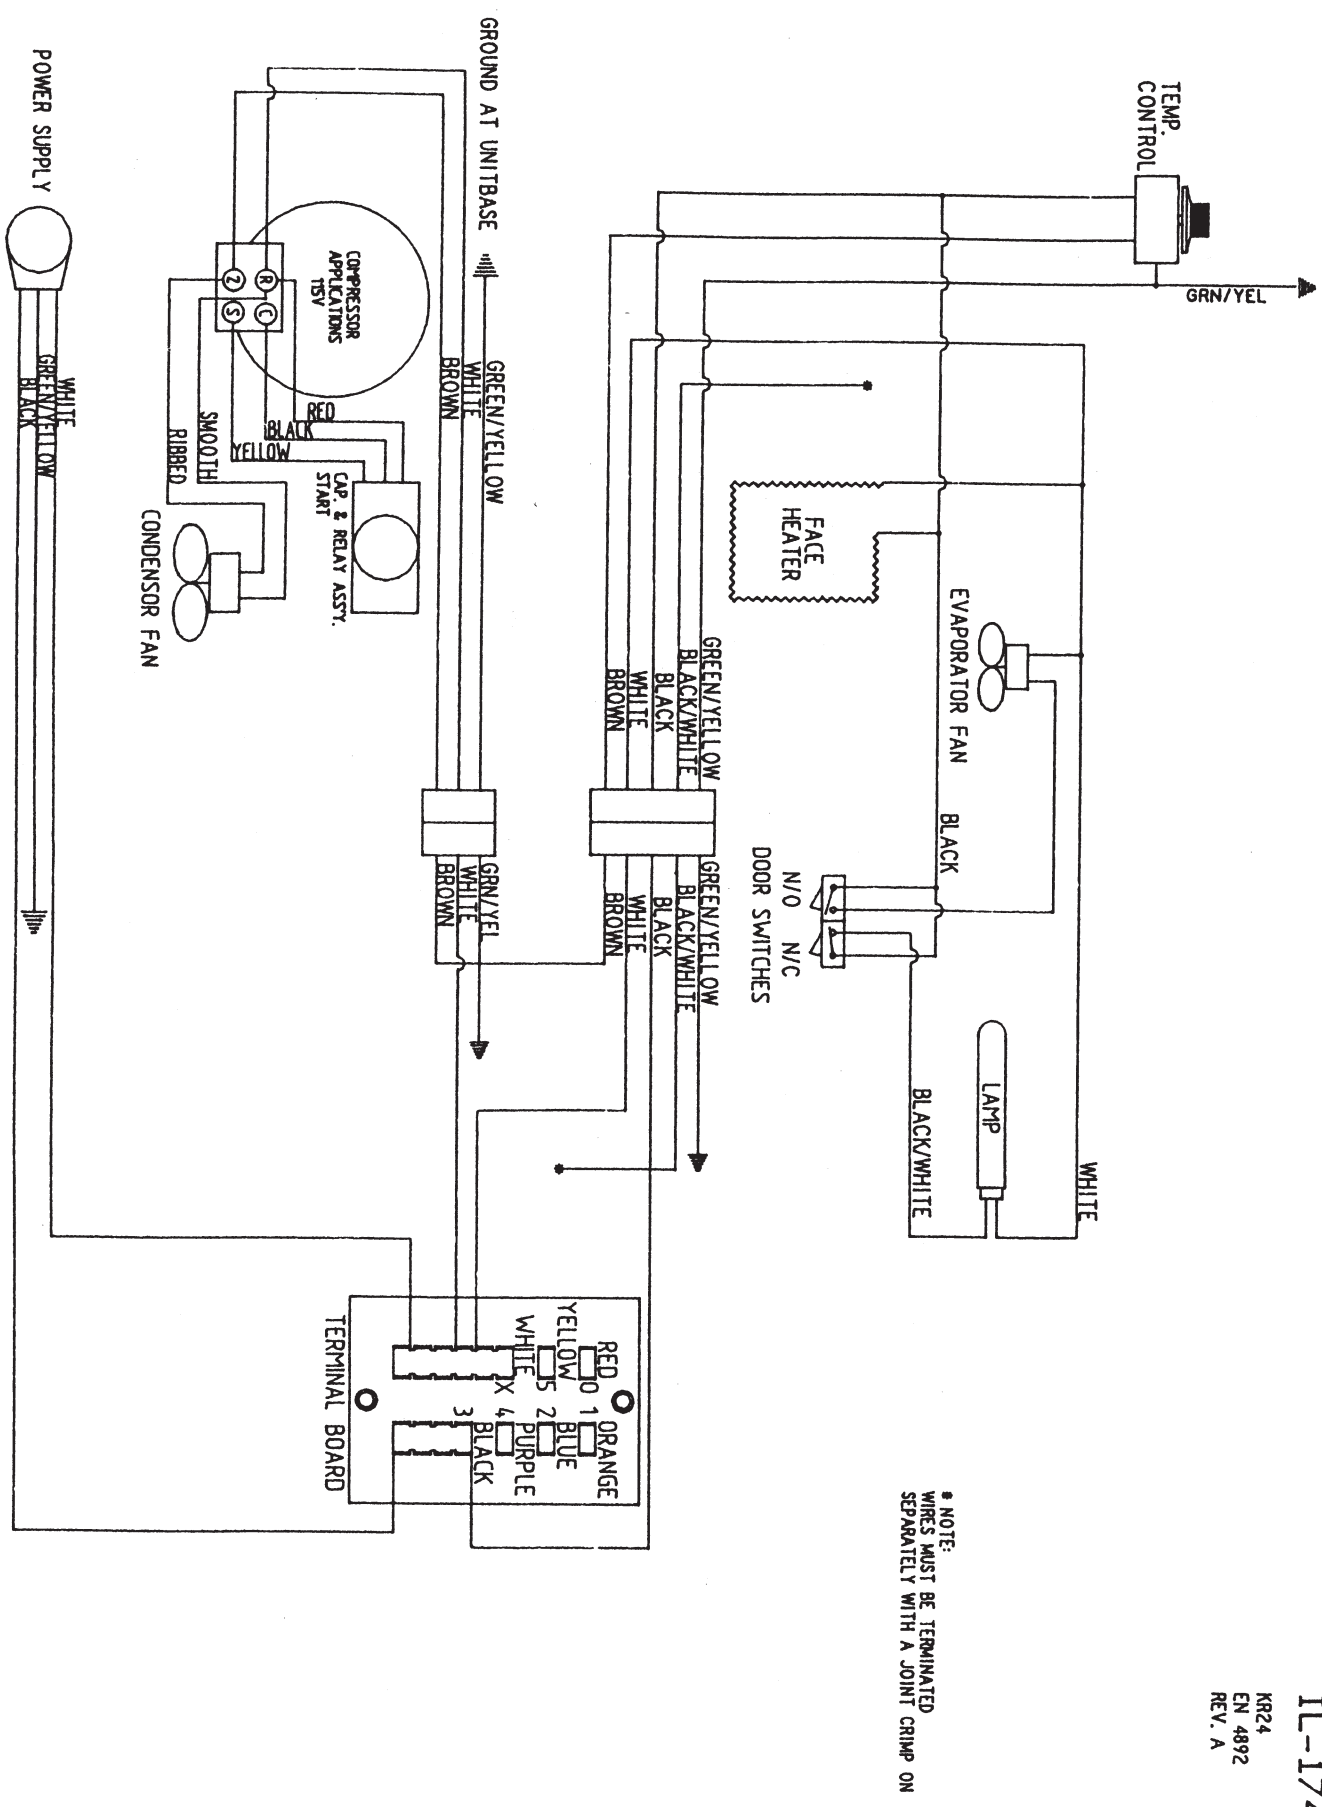 IL-174
KR24
EN 4892
REV. A
TEMP.
CONTROL
GRN/YEL
GROUND AT UNITBASE
POWER SUPPLY
COMPRESSOR
APPLICATIONS
115V
R
Z
C
S
GREEN/YELLOW
WHITE
BROWN
WHITE
GREEN/YELLOW
BLACK
RED
BLACK
YELLOW
SMOOTH
RIBBED
CAP. & RELAY ASS'Y.
START
CONDENSOR FAN
FACE
HEATER
EVAPORATOR FAN
GREEN/YELLOW
BLACK/WHITE
BLACK
WHITE
BROWN
BLACK
DOOR SWITCHES
N/O
N/C
GREEN/YELLOW
BLACK/WHITE
BLACK
WHITE
BROWN
GRN/YEL
WHITE
BROWN
LAMP
BLACK/WHITE
WHITE
TERMINAL BOARD
RED
YELLOW
WHITE
0
5
X
1
2
4
3
ORANGE
BLUE
PURPLE
BLACK
* NOTE:
WIRES MUST BE TERMINATED
SEPARATELY WITH A JOINT CRIMP ON